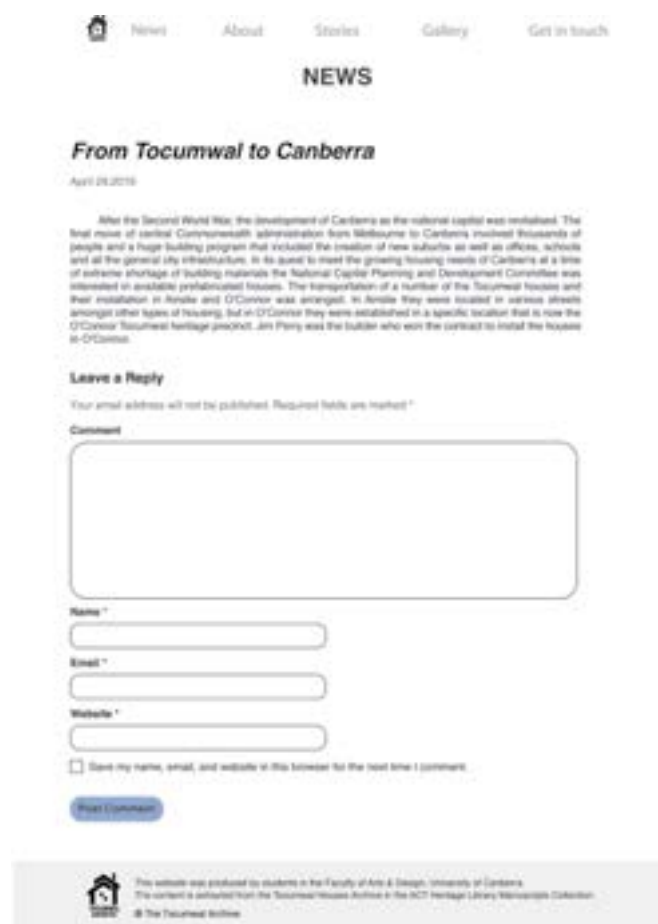 News About Stories Gallery Get in touch
NEWS
From Tocumwal to Canberra
April 29,2019
After the Second World War, the development of Canberra as the national capital was revitalised. The
final move of central Commonwealth administration from Melbourne to Canberra involved thousands of
people and a huge building program that included the creation of new suburbs as well as offices, schools
and all the general city infrastructure. In its quest to meet the growing housing needs of Canberra at a time
of extreme shortage of building materials the National Capital Planning and Development Committee was
interested in available prefabricated houses. The transportation of a number of the Tocumwal houses and
their installation in Ainslie and O'Connor was arranged. In Ainslie they were located in various streets
amongst other types of housing, but in O'Connor they were established in a specific location that is now the
O'Connor Tocumwal heritage precinct. Jim Perry was the builder who won the contract to install the houses
in O'Connor.
Leave a Reply
Your email address will not be published. Required fields are marked *
Comment
Name *
Email *
Website *
Save my name, email, and website in this browser for the next time I comment.
Post Comment
This website was produced by students in the Faculty of Arts & Design, University of Canberra.
The content is extracted from the Tocumwal Houses Archive in the ACT Heritage Library Manuscripts Collection.
© The Tocumwal Archive